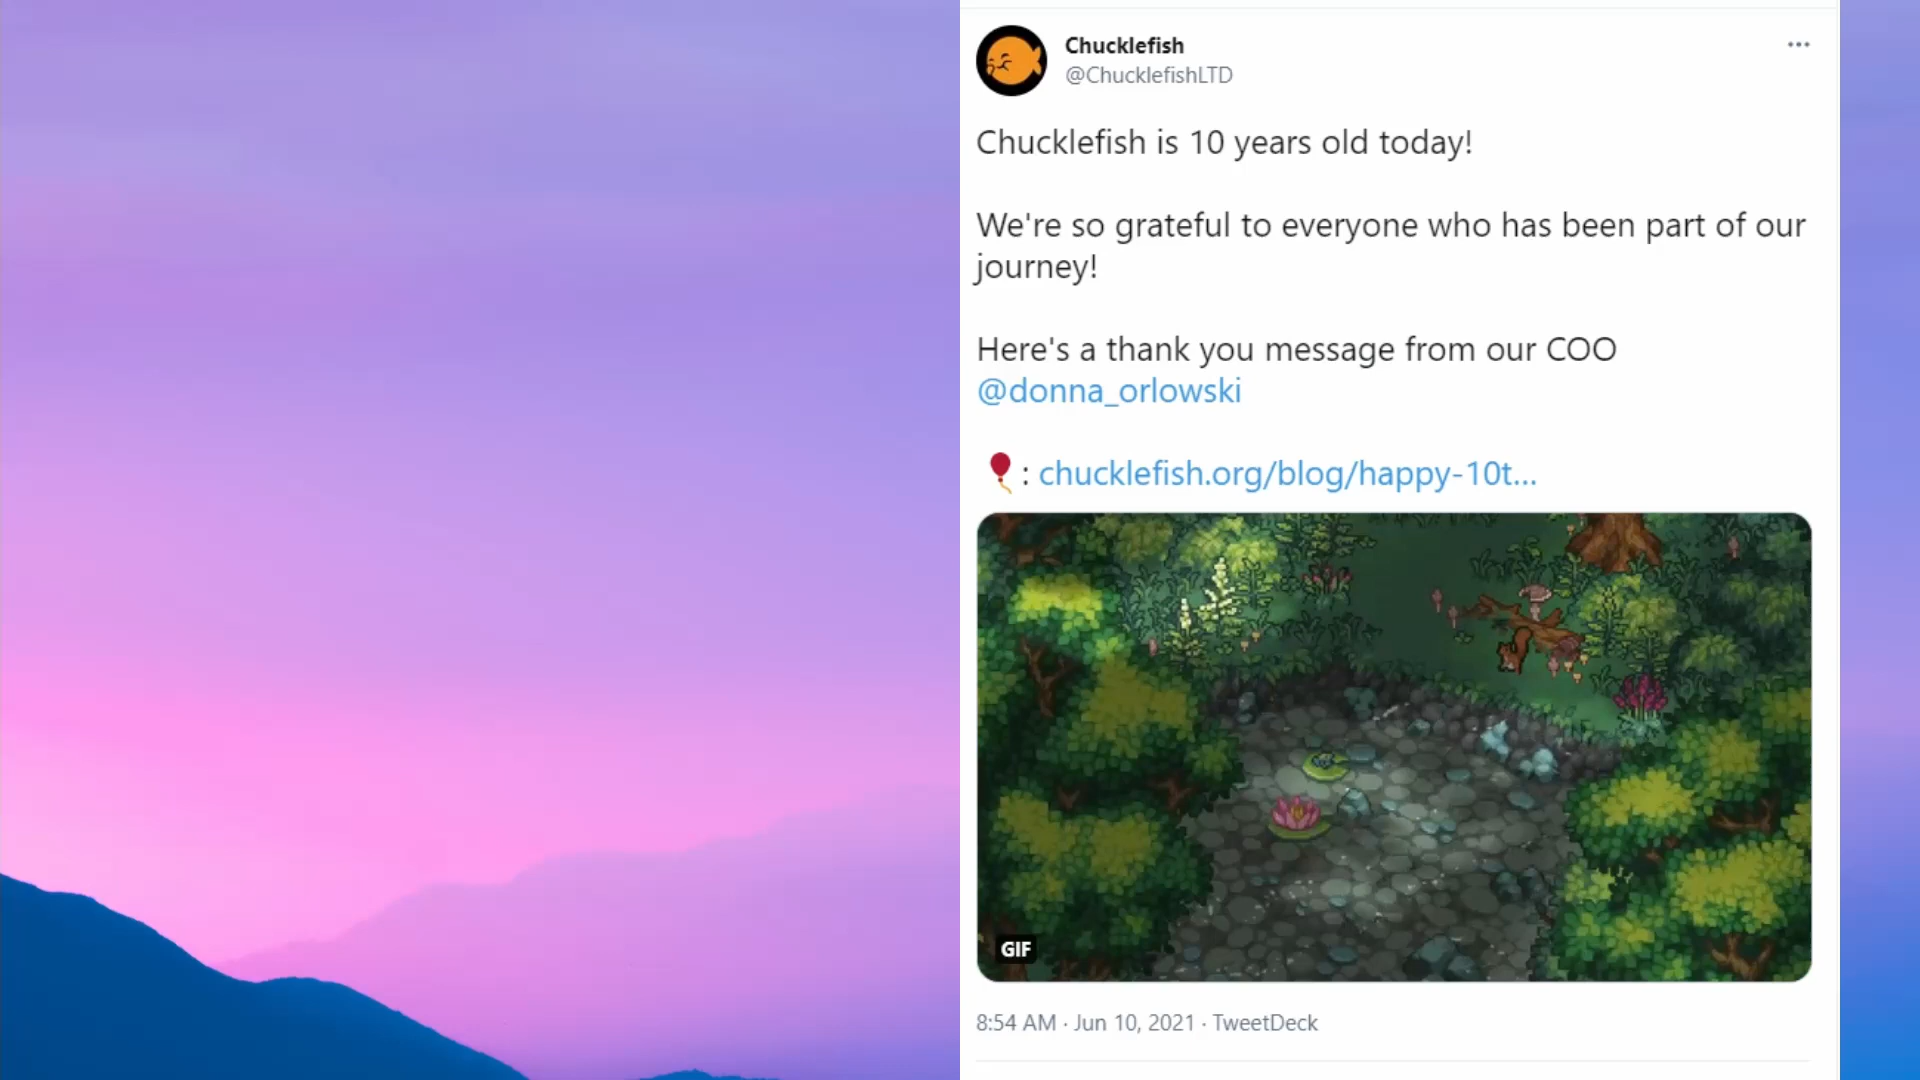 Chucklefish
@ChucklefishLTD
Chucklefish is 10 years old today!
We're so grateful to everyone who has been part of our
journey!
Here's a thank you message from our COO
@donna_orlowski
: chucklefish.org/blog/happy-10t...
GIF
8:54 AM · Jun 10, 2021 · TweetDeck